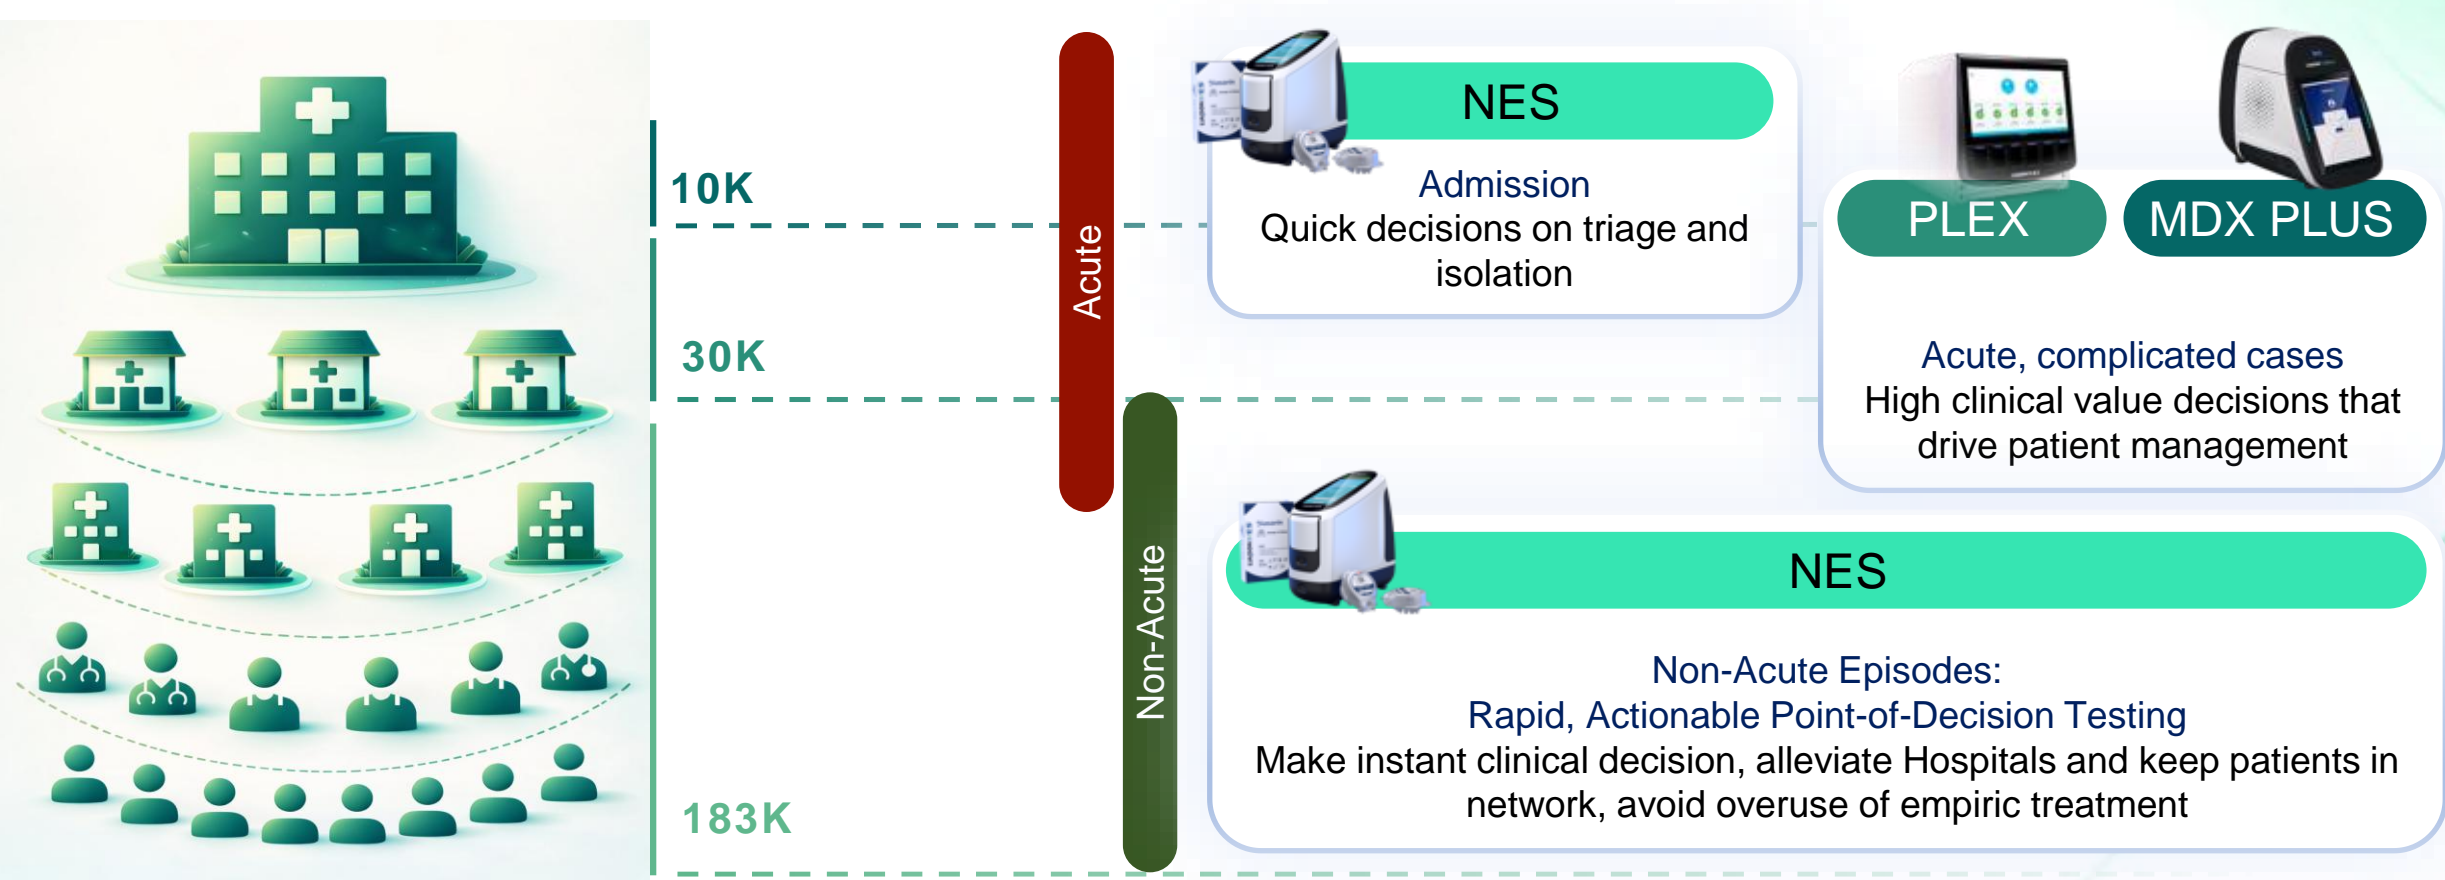 10K
30K
183K
Acute
Non-Acute
NES
Admission
Quick decisions on triage and
isolation
PLEX
MDX PLUS
Acute, complicated cases
High clinical value decisions that
drive patient management
NES
Non-Acute Episodes:
Rapid, Actionable Point-of-Decision Testing
Make instant clinical decision, alleviate Hospitals and keep patients in
network, avoid overuse of empiric treatment